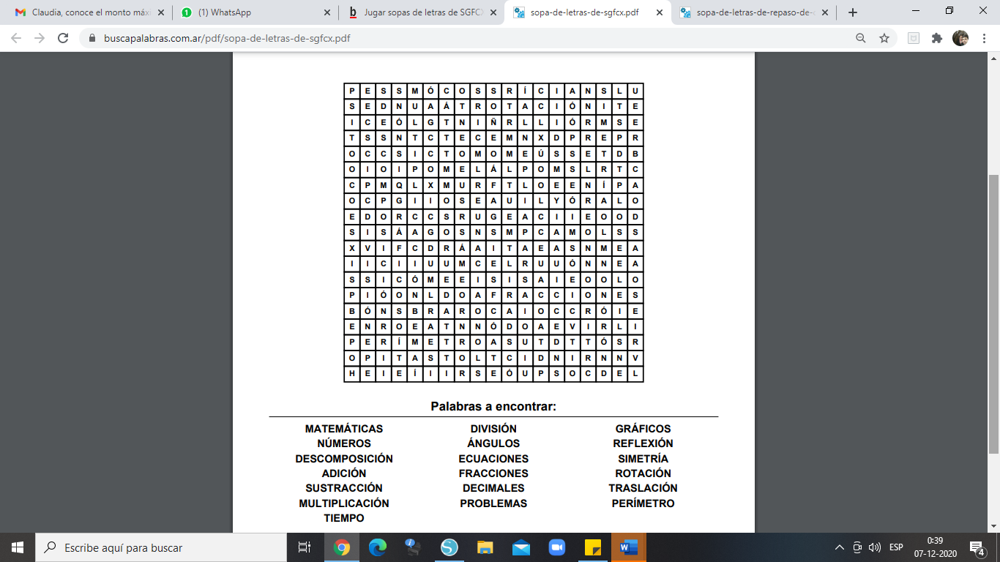 Claudia, conoce el monto máxi
(1) WhatsApp
Jugar sopas de letras de SGFCX
sopa-de-letras-de-sgfcx.pdf
sopa-de-letras-de-repaso-de-
buscapalabras.com.ar/pdf/sopa-de-letras-de-sgfcx.pdf
P E S S M Ó C O S S R Í C I A N S L U
S E D N U A Á T R O T A C I Ó N I T E
I C E Ó L G T N I Ñ R L L I Ó R M S E
T S S N T C T E C E M N X D P R E P R
O C C S I C T O M O M E Ú S S E T D B
O I O I P O M E L Á L P O M S L R T C
C P M Q L X M U R F T L O E E N Í P A
O C P G I I O S E A U I L Y Ó R A L O
E D O R C C S R U G E A C I I E O O D
S I S Á A G O S N S M P C A M O L S S
X V I F C D R Á A I T A E A S N M E A
I I C I I U U M C E L R U U Ó N N E A
S S I C Ó M E E I S I S A I E O O L O
P I Ó O N L D O A F R A C C I O N E S
B Ó N S B R A R O C A I O C C R Ó I E
E N R O E A T N N Ó D O A E V I R L I
P E R Í M E T R O A S U T D T T Ó S R
O P I T A S T O L T C I D N I R N N V
H E I E Í I I R S E Ó U P S O C D E L
Palabras a encontrar:
MATEMÁTICAS DIVISIÓN GRÁFICOS
NÚMEROS ÁNGULOS REFLEXIÓN
DESCOMPOSICIÓN ECUACIONES SIMETRÍA
ADICIÓN FRACCIONES ROTACIÓN
SUSTRACCIÓN DECIMALES TRASLACIÓN
MULTIPLICACIÓN PROBLEMAS PERÍMETRO
TIEMPO
Escribe aquí para buscar
ESP
0:39
07-12-2020
4